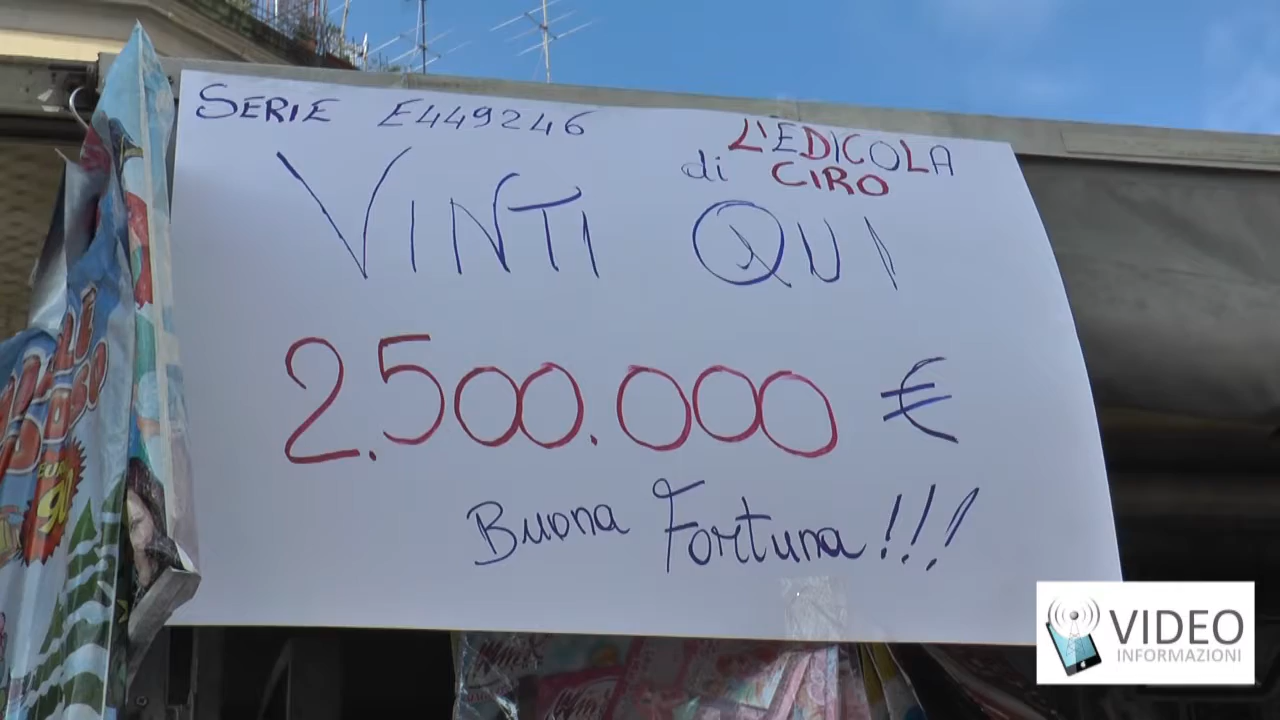 SERIE E449246
L'EDICOLA
di CIRO
VINTI QUI
2.500.000 €
Buona Fortuna!!!
VIDEO
INFORMAZIONI